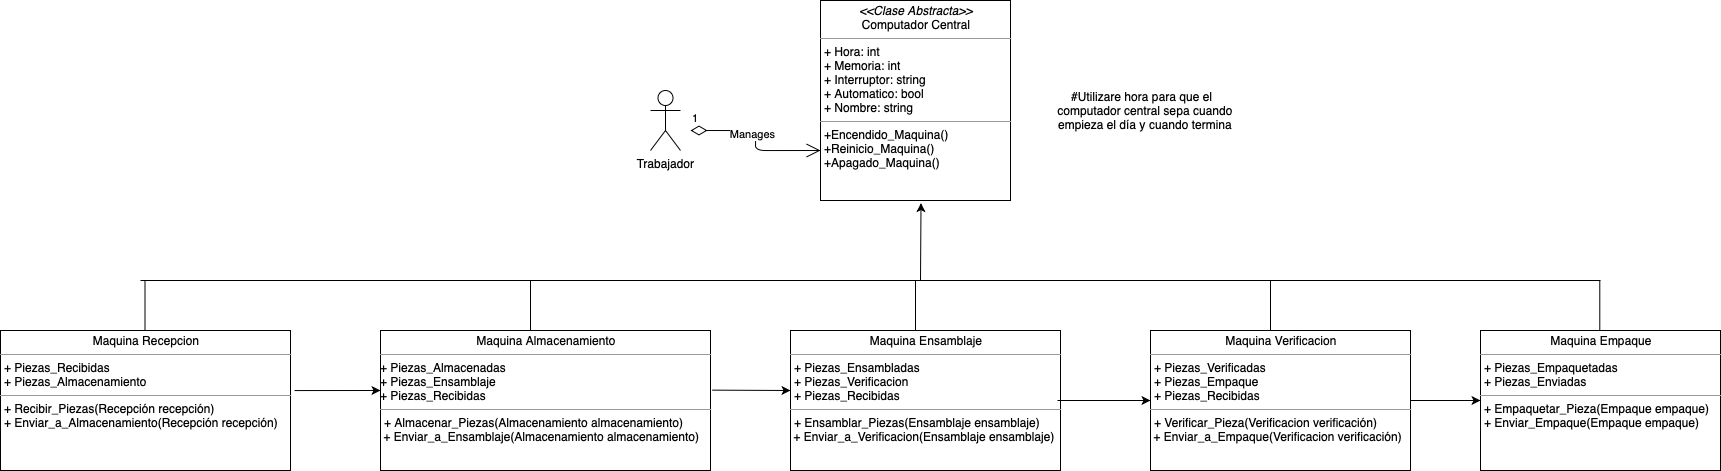 <<Clase Abstracta>>
Computador Central
+ Hora: int
+ Memoria: int
+ Interruptor: string
+ Automatico: bool
+ Nombre: string
+Encendido_Maquina()
+Reinicio_Maquina()
+Apagado_Maquina()
#Utilizare hora para que el
computador central sepa cuando
empieza el día y cuando termina
1
Manages
Trabajador
Maquina Recepcion
+ Piezas_Recibidas
+ Piezas_Almacenamiento
+ Recibir_Piezas(Recepción recepción)
+ Enviar_a_Almacenamiento(Recepción recepción)
Maquina Almacenamiento
+ Piezas_Almacenadas
+ Piezas_Ensamblaje
+ Piezas_Recibidas
+ Almacenar_Piezas(Almacenamiento almacenamiento)
+ Enviar_a_Ensamblaje(Almacenamiento almacenamiento)
Maquina Ensamblaje
+ Piezas_Ensambladas
+ Piezas_Verificacion
+ Piezas_Recibidas
+ Ensamblar_Piezas(Ensamblaje ensamblaje)
+ Enviar_a_Verificacion(Ensamblaje ensamblaje)
Maquina Verificacion
+ Piezas_Verificadas
+ Piezas_Empaque
+ Piezas_Recibidas
+ Verificar_Pieza(Verificacion verificación)
+ Enviar_a_Empaque(Verificacion verificación)
Maquina Empaque
+ Piezas_Empaquetadas
+ Piezas_Enviadas
+ Empaquetar_Pieza(Empaque empaque)
+ Enviar_Empaque(Empaque empaque)